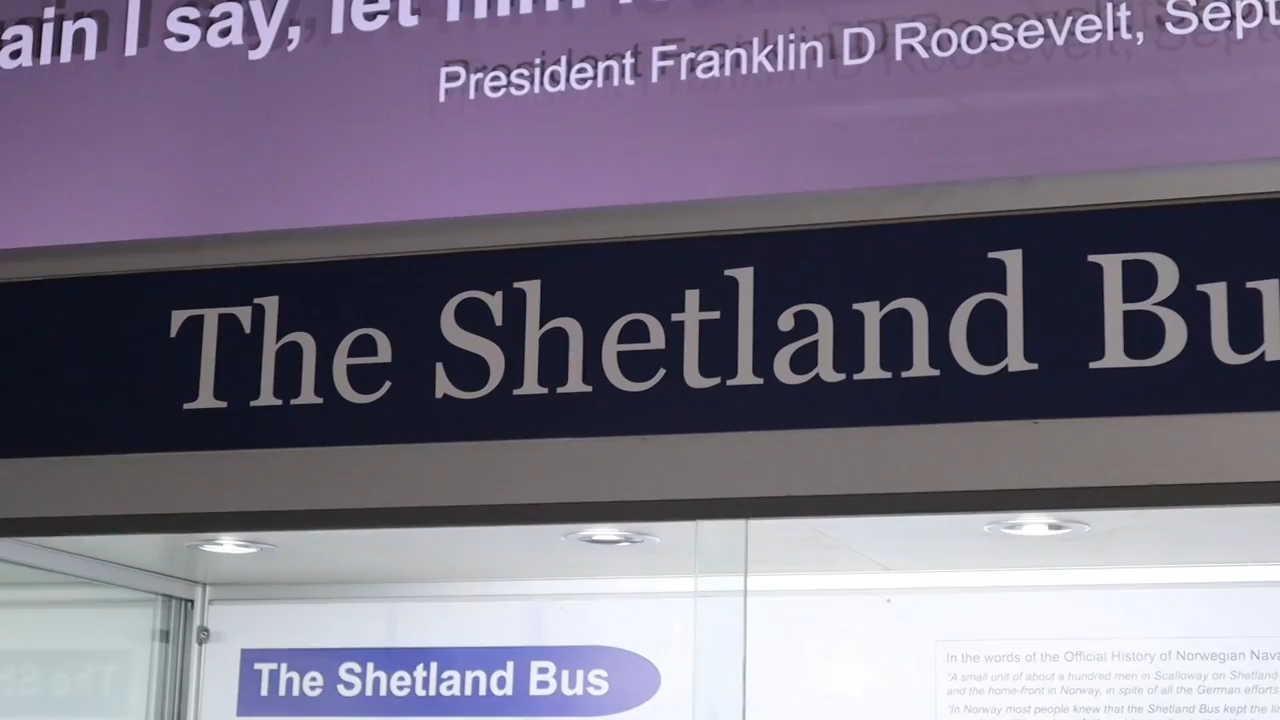 ain I say, let him
President Franklin D Roosevelt, Sept
The Shetland Bu
The Shetland Bus
In the words of the Official History of Norwegian Nava
"A small unit of about a hundred men in Scalloway on Shetland
and the home-front in Norway, in spite of all the German efforts
"In Norway most people knew that the Shetland Bus kept the